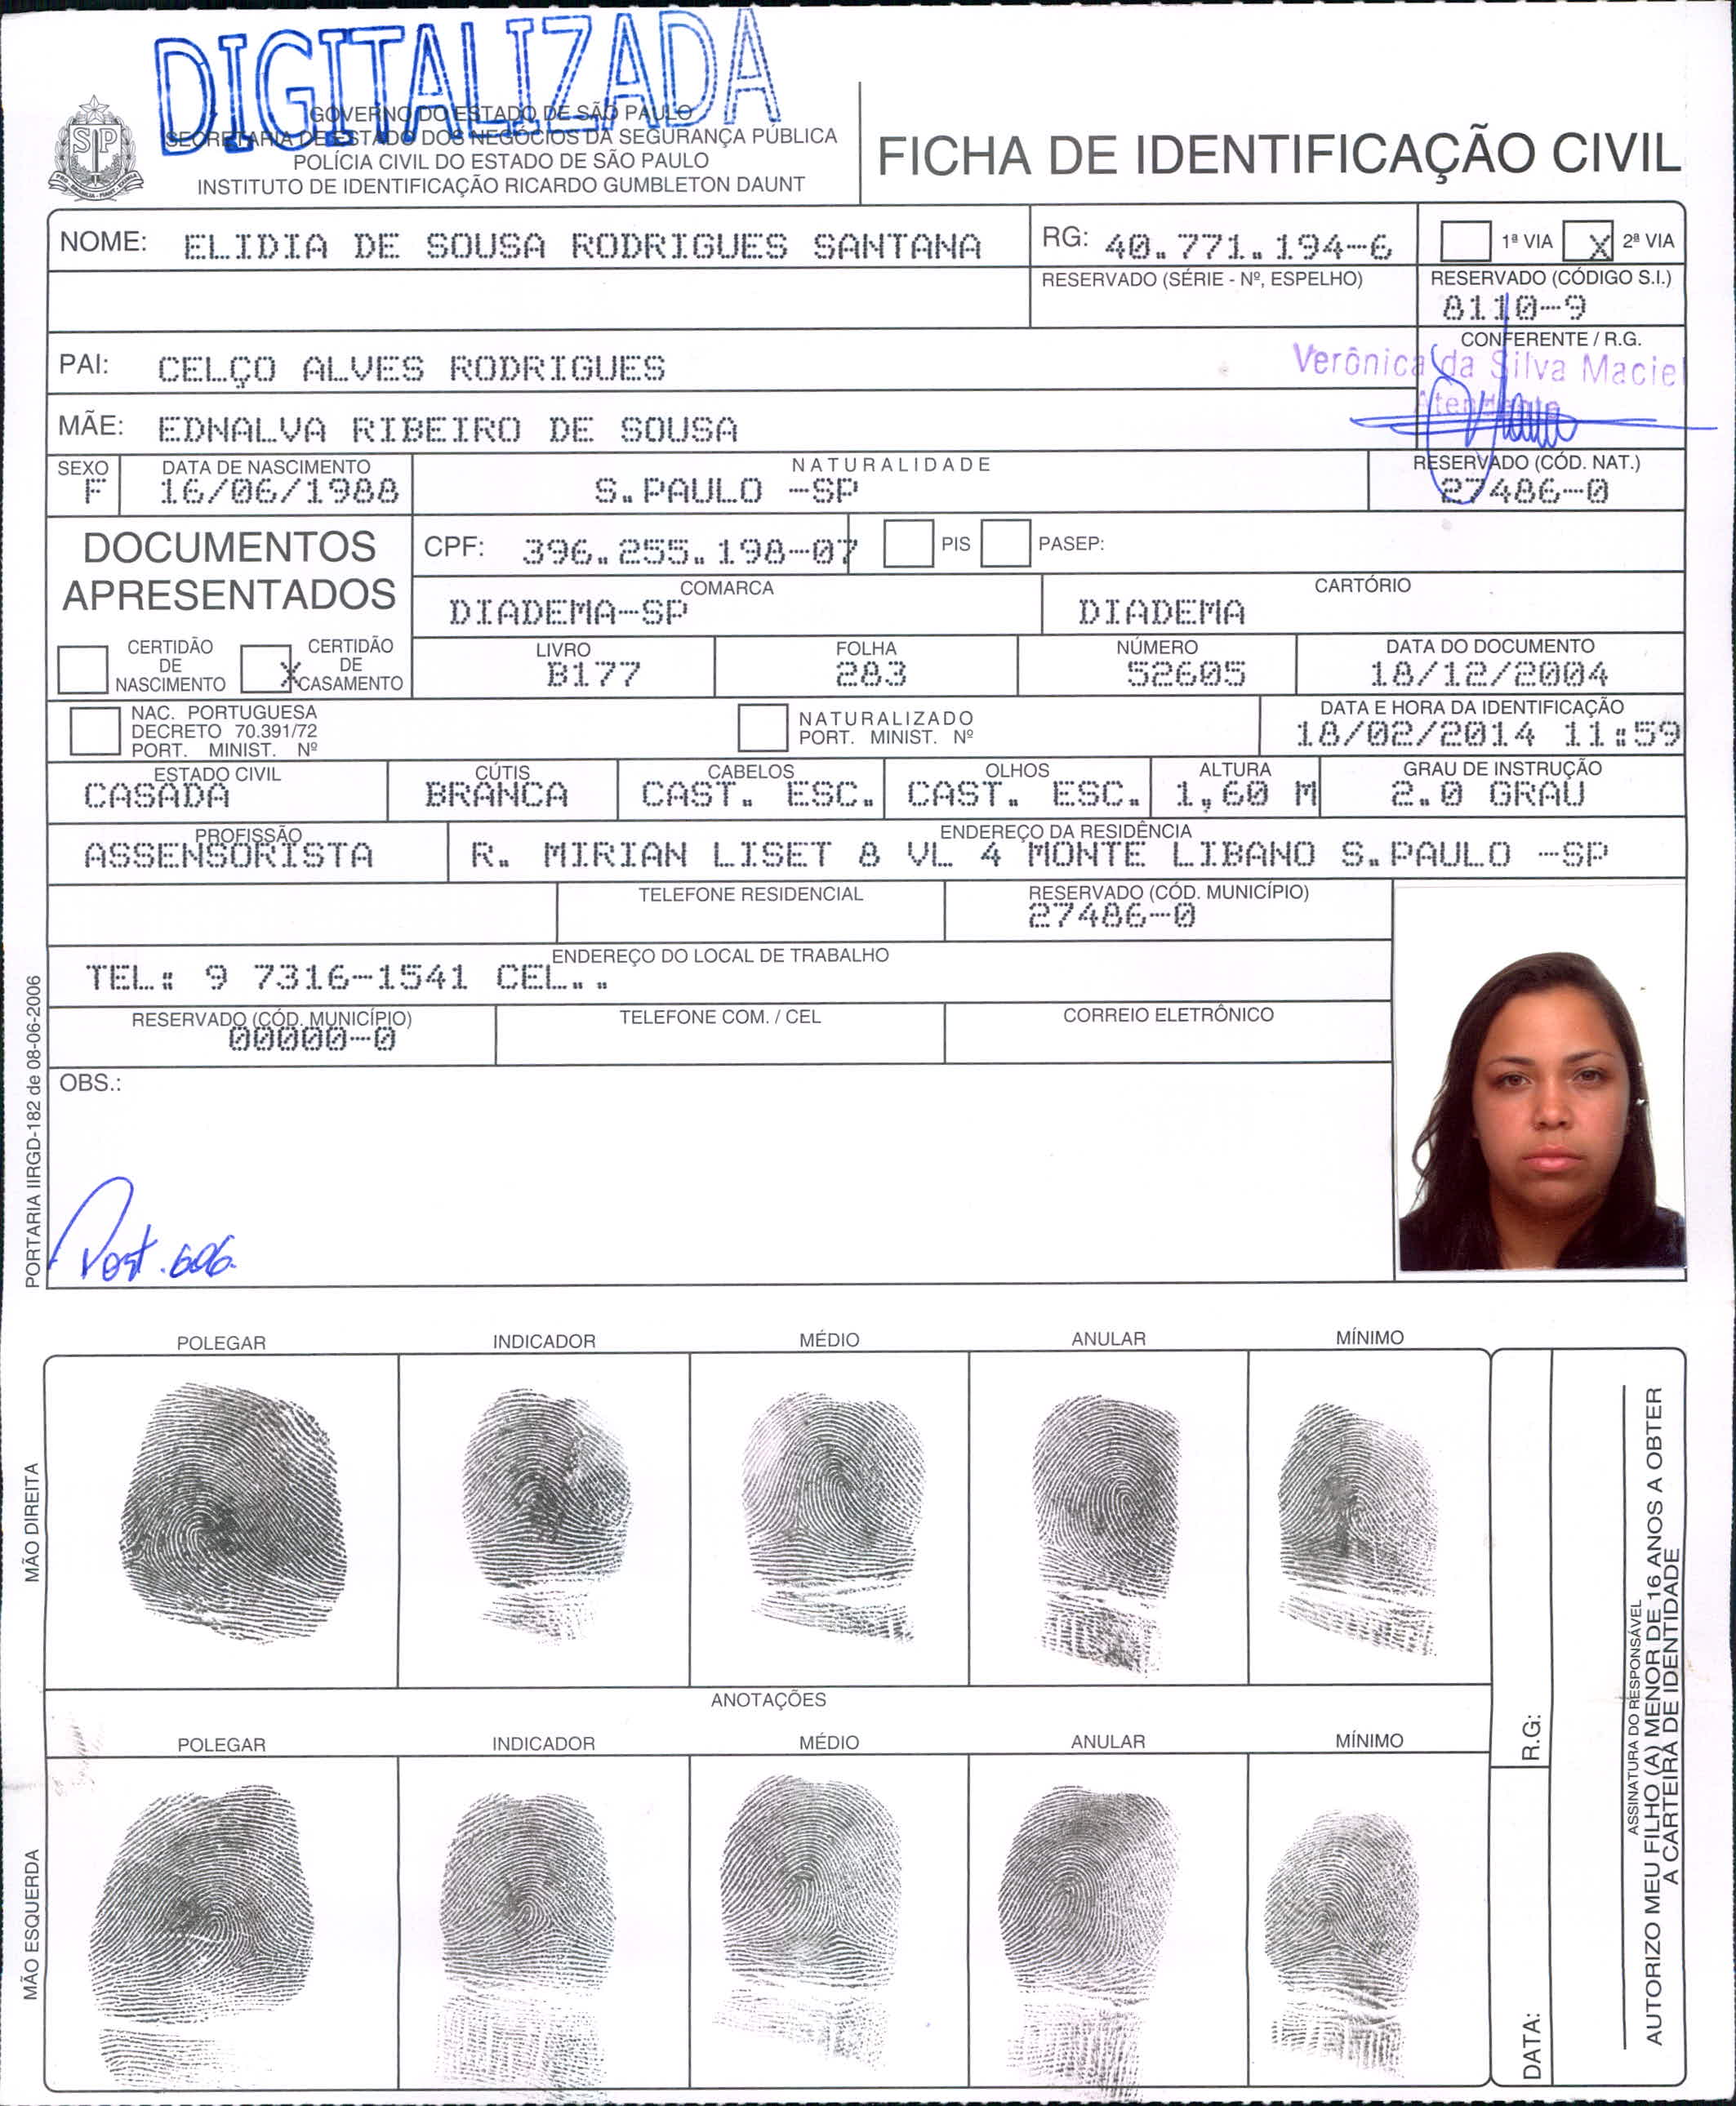 DIGITALIZADA
GOVERNO DO ESTADO DE SÃO PAULO
SECRETARIA DE ESTADO DOS NEGÓCIOS DA SEGURANÇA PÚBLICA
POLÍCIA CIVIL DO ESTADO DE SÃO PAULO
INSTITUTO DE IDENTIFICAÇÃO RICARDO GUMBLETON DAUNT
FICHA DE IDENTIFICAÇÃO CIVIL
NOME: ELIDIA DE SOUSA RODRIGUES SANTANA
RG: 40.771.194-6
1ª VIA X 2ª VIA
RESERVADO (SÉRIE - Nº, ESPELHO)
RESERVADO (CÓDIGO S.I.)
8110-9
PAI: CELÇO ALVES RODRIGUES
CONFERENTE / R.G.
Verônica da Silva Maciel
Atendente
MÃE: EDNALVA RIBEIRO DE SOUSA
SEXO
F
DATA DE NASCIMENTO
16/06/1988
NATURALIDADE
S.PAULO -SP
RESERVADO (CÓD. NAT.)
27486-0
DOCUMENTOS
APRESENTADOS
CPF: 396.255.198-07
PIS
PASEP:
COMARCA
DIADEMA-SP
CARTÓRIO
DIADEMA
CERTIDÃO
DE
NASCIMENTO
X
CERTIDÃO
DE
CASAMENTO
LIVRO
B177
FOLHA
283
NÚMERO
52605
DATA DO DOCUMENTO
18/12/2004
NAC. PORTUGUESA
DECRETO 70.391/72
PORT. MINIST. Nº
NATURALIZADO
PORT. MINIST. Nº
DATA E HORA DA IDENTIFICAÇÃO
18/02/2014 11:59
ESTADO CIVIL
CASADA
CÚTIS
BRANCA
CABELOS
CAST. ESC.
OLHOS
CAST. ESC.
ALTURA
1,60 M
GRAU DE INSTRUÇÃO
2.0 GRAU
PROFISSÃO
ASSENSORISTA
ENDEREÇO DA RESIDÊNCIA
R. MIRIAN LISET 8 VL 4 MONTE LIBANO S.PAULO -SP
TELEFONE RESIDENCIAL
RESERVADO (CÓD. MUNICÍPIO)
27486-0
ENDEREÇO DO LOCAL DE TRABALHO
TEL.: 9 7316-1541 CEL..
RESERVADO (CÓD. MUNICÍPIO)
00000-0
TELEFONE COM. / CEL
CORREIO ELETRÔNICO
OBS.:
Port. 606.
PORTARIA IIRGD-182 de 08-06-2006
POLEGAR INDICADOR MÉDIO ANULAR MÍNIMO
MÃO DIREITA
ANOTAÇÕES
POLEGAR INDICADOR MÉDIO ANULAR MÍNIMO
MÃO ESQUERDA
R.G:
DATA:
ASSINATURA DO RESPONSÁVEL
AUTORIZO MEU FILHO (A) MENOR DE 16 ANOS A OBTER
A CARTEIRA DE IDENTIDADE